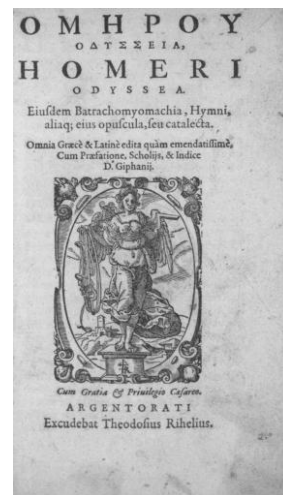 ΟΜΗΡΟΥ
ΟΔΥΣΣΕΙΑ,
HOMERI
ODYSSEA.
Eiusdem Batrachomyomachia, Hymni,
aliaq; eius opuscula, seu catalecta.
Omnia Græcè & Latinè edita quàm emendatissimè,
Cum Præfatione, Scholijs, & Indice
D. Giphanij.
Cum Gratia & Privilegio Cæsareo.
ARGENTORATI
Excudebat Theodosius Rihelius.